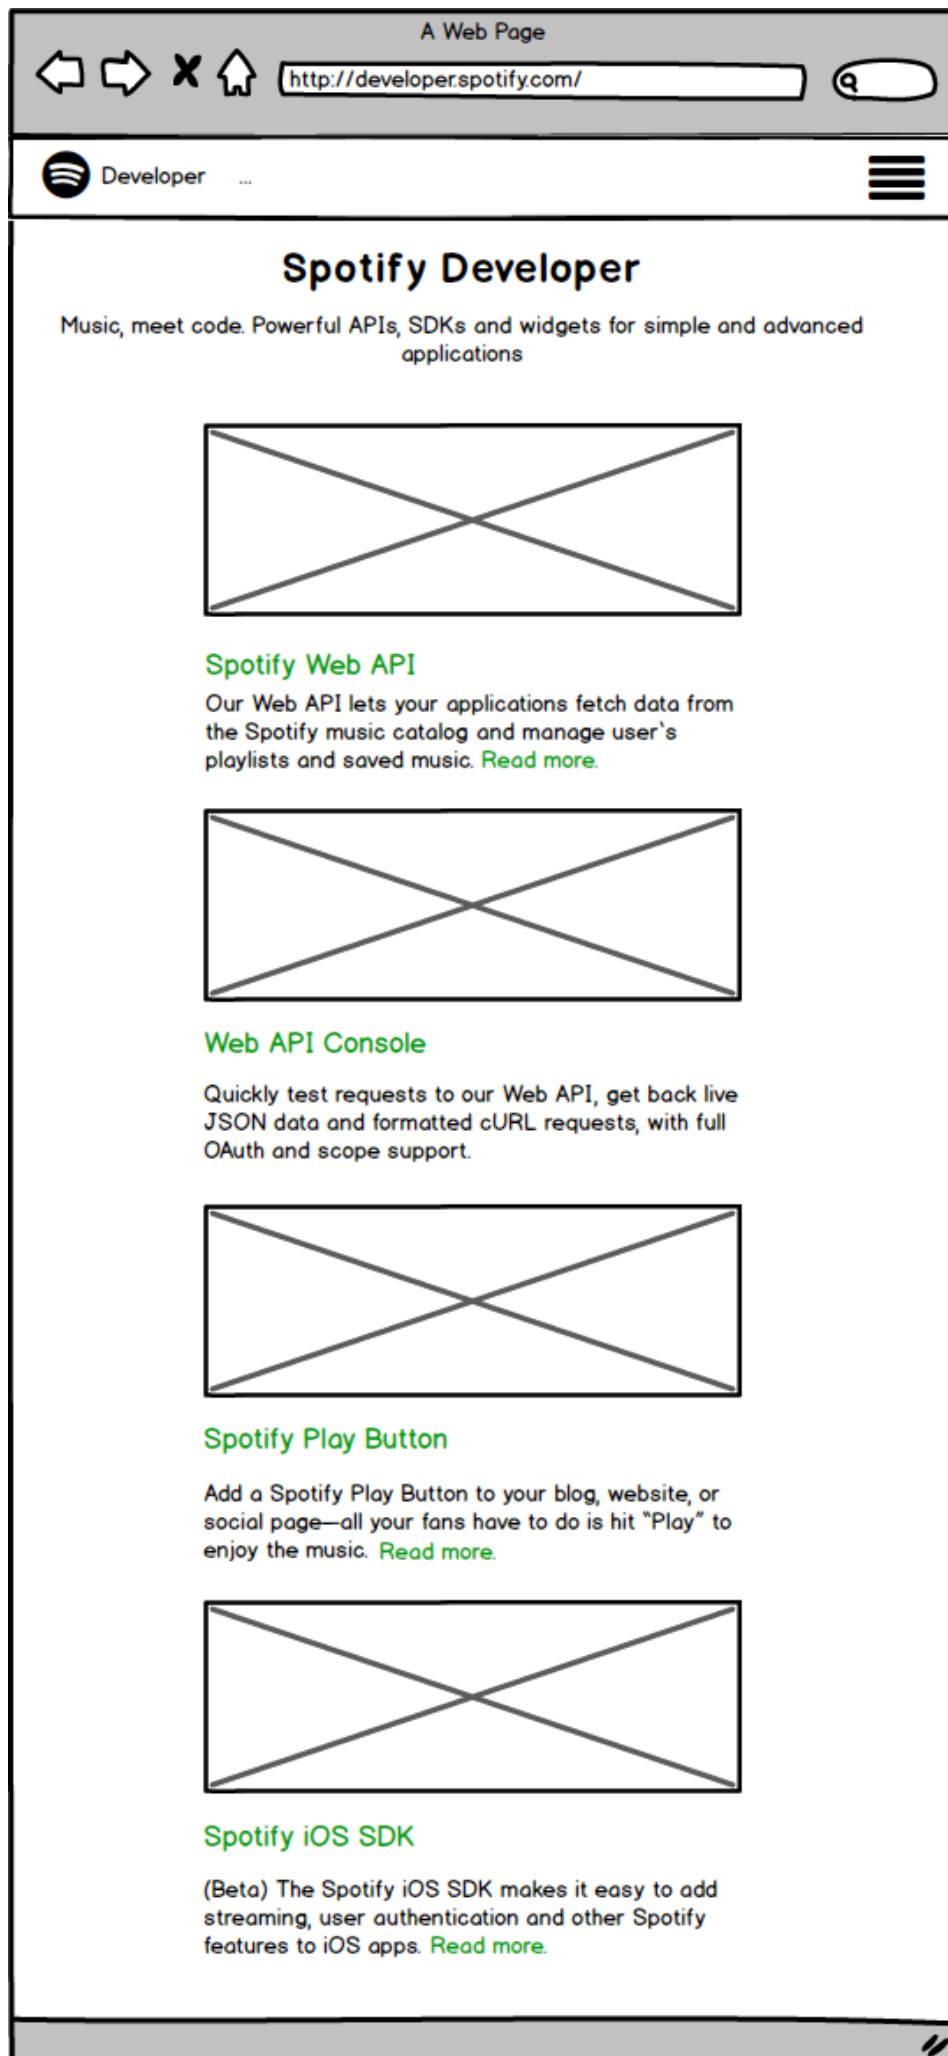 A Web Page
http://developer.spotify.com/
Developer ...
Spotify Developer
Music, meet code. Powerful APIs, SDKs and widgets for simple and advanced
applications
Spotify Web API
Our Web API lets your applications fetch data from
the Spotify music catalog and manage user`s
playlists and saved music. Read more.
Web API Console
Quickly test requests to our Web API, get back live
JSON data and formatted cURL requests, with full
OAuth and scope support.
Spotify Play Button
Add a Spotify Play Button to your blog, website, or
social page—all your fans have to do is hit “Play” to
enjoy the music. Read more.
Spotify iOS SDK
(Beta) The Spotify iOS SDK makes it easy to add
streaming, user authentication and other Spotify
features to iOS apps. Read more.